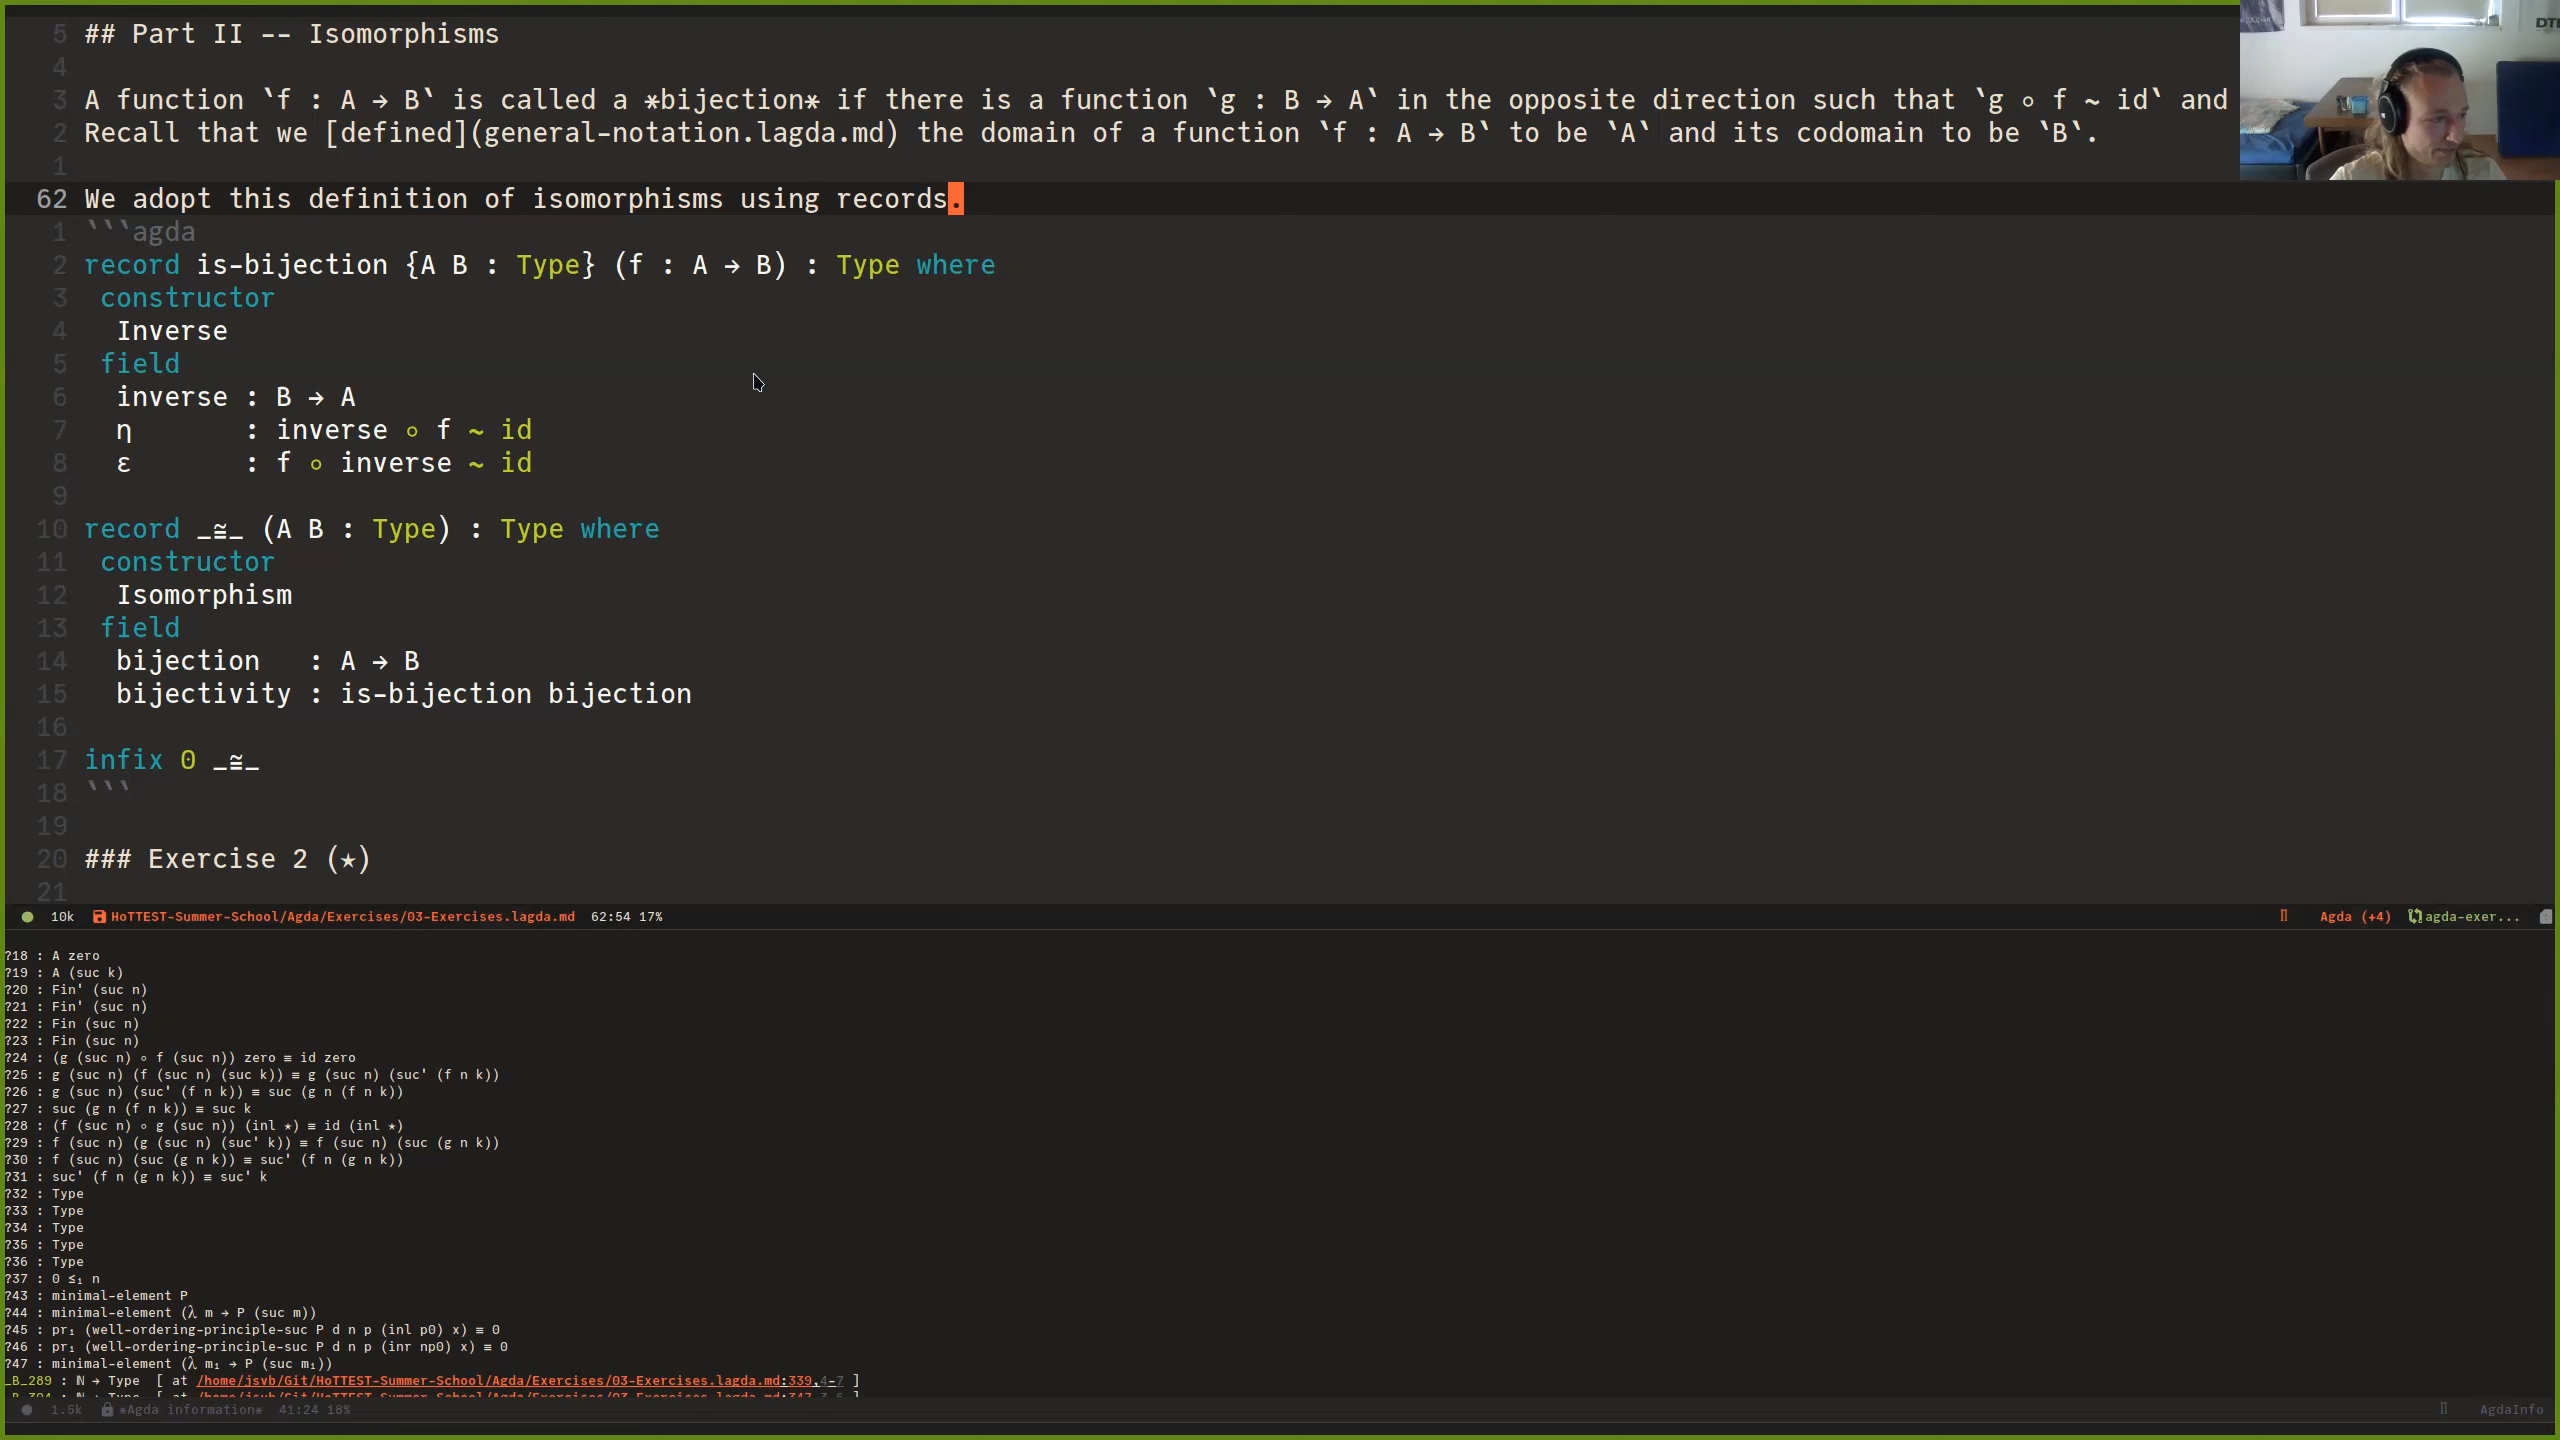 5 ## Part II -- Isomorphisms
4
3 A function `f : A → B` is called a *bijection* if there is a function `g : B → A` in the opposite direction such that `g ∘ f ∼ id` and
2 Recall that we [defined](general-notation.lagda.md) the domain of a function `f : A → B` to be `A` and its codomain to be `B`.
1
62 We adopt this definition of isomorphisms using records.
1 ```agda
2 record is-bijection {A B : Type} (f : A → B) : Type where
3 constructor
4 Inverse
5 field
6 inverse : B → A
7 η : inverse ∘ f ∼ id
8 ε : f ∘ inverse ∼ id
9
10 record _≅_ (A B : Type) : Type where
11 constructor
12 Isomorphism
13 field
14 bijection : A → B
15 bijectivity : is-bijection bijection
16
17 infix 0 _≅_
18 ```
19
20 ### Exercise 2 (★)
21
10k HoTTEST-Summer-School/Agda/Exercises/03-Exercises.lagda.md 62:54 17% Agda (+4) agda-exer...
?18 : A zero
?19 : A (suc k)
?20 : Fin' (suc n)
?21 : Fin' (suc n)
?22 : Fin (suc n)
?23 : Fin (suc n)
?24 : (g (suc n) ∘ f (suc n)) zero ≡ id zero
?25 : g (suc n) (f (suc n) (suc k)) ≡ g (suc n) (suc' (f n k))
?26 : g (suc n) (suc' (f n k)) ≡ suc (g n (f n k))
?27 : suc (g n (f n k)) ≡ suc k
?28 : (f (suc n) ∘ g (suc n)) (inl ⋆) ≡ id (inl ⋆)
?29 : f (suc n) (g (suc n) (suc' k)) ≡ f (suc n) (suc (g n k))
?30 : f (suc n) (suc (g n k)) ≡ suc' (f n (g n k))
?31 : suc' (f n (g n k)) ≡ suc' k
?32 : Type
?33 : Type
?34 : Type
?35 : Type
?36 : Type
?37 : 0 ≤₁ n
?43 : minimal-element P
?44 : minimal-element (λ m → P (suc m))
?45 : pr₁ (well-ordering-principle-suc P d n p (inl p0) x) ≡ 0
?46 : pr₁ (well-ordering-principle-suc P d n p (inr np0) x) ≡ 0
?47 : minimal-element (λ m₁ → P (suc m₁))
_B_289 : ℕ → Type [ at /home/jsvb/Git/HoTTEST-Summer-School/Agda/Exercises/03-Exercises.lagda.md:339,4-7 ]
1.5k *Agda information* 41:24 18% AgdaInfo